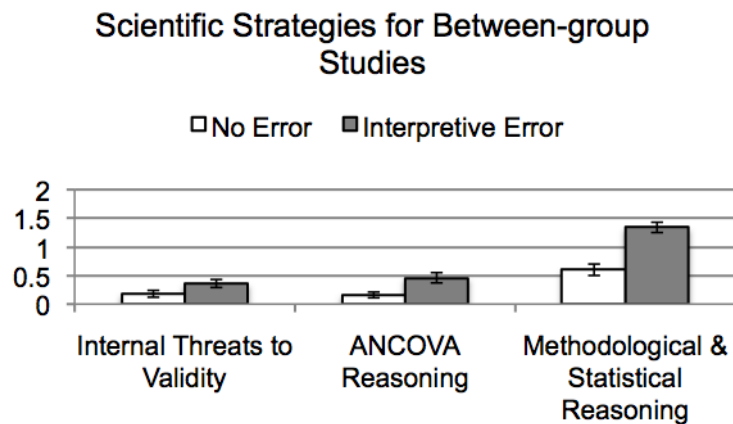 Scientific Strategies for Between-group
Studies
No Error Interpretive Error
2
1.5
1
0.5
0
Internal Threats to
Validity
ANCOVA
Reasoning
Methodological &
Statistical
Reasoning